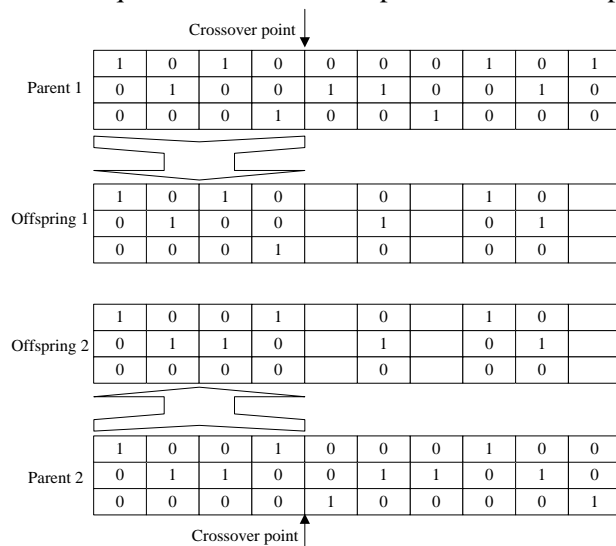 Crossover point
1 0 1 0 0 0 0 1 0 1
Parent 1 0 1 0 0 1 1 0 0 1 0
0 0 0 1 0 0 1 0 0 0
1 0 1 0 0 1 0
Offspring 1 0 1 0 0 1 0 1
0 0 0 1 0 0 0
1 0 0 1 0 1 0
Offspring 2 0 1 1 0 1 0 1
0 0 0 0 0 0 0
1 0 0 1 0 0 0 1 0 0
Parent 2 0 1 1 0 0 1 1 0 1 0
0 0 0 0 1 0 0 0 0 1
Crossover point